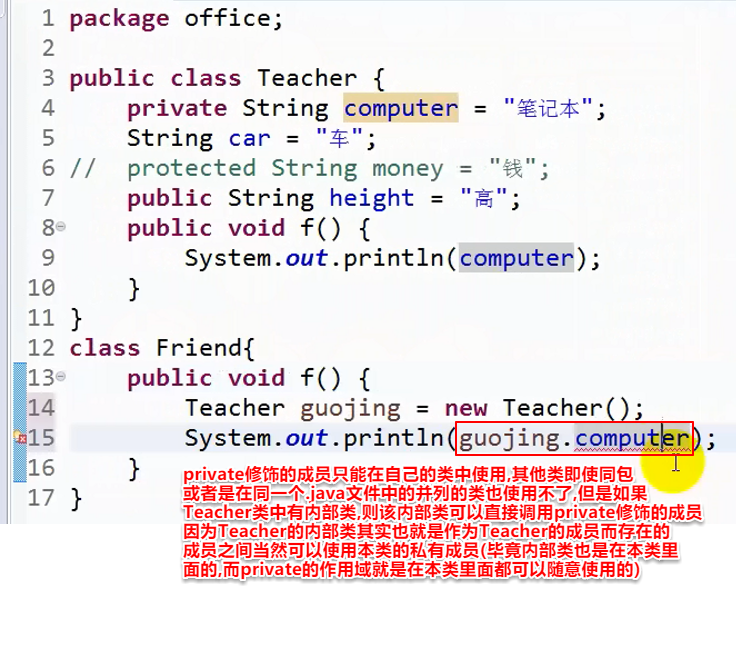 1 package office;
2
3 public class Teacher {
4 private String computer = "笔记本";
5 String car = "车";
6 // protected String money = "钱";
7 public String height = "高";
8 public void f() {
9 System.out.println(computer);
10 }
11 }
12 class Friend{
13 public void f() {
14 Teacher guojing = new Teacher();
15 System.out.println(guojing.computer);
16 }
17 }
private修饰的成员只能在自己的类中使用,其他类即使同包
或者是在同一个.java文件中的并列的类也使用不了,但是如果
Teacher类中有内部类,则该内部类可以直接调用private修饰的成员
因为Teacher的内部类其实也就是作为Teacher的成员而存在的
成员之间当然可以使用本类的私有成员(毕竟内部类也是在本类里
面的,而private的作用域就是在本类里面都可以随意使用的)